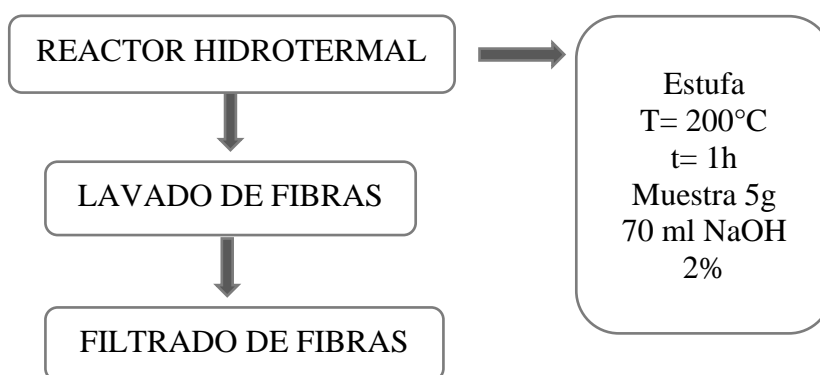 REACTOR HIDROTERMAL
Estufa
T= 200°C
t= 1h
Muestra 5g
70 ml NaOH
2%
LAVADO DE FIBRAS
FILTRADO DE FIBRAS